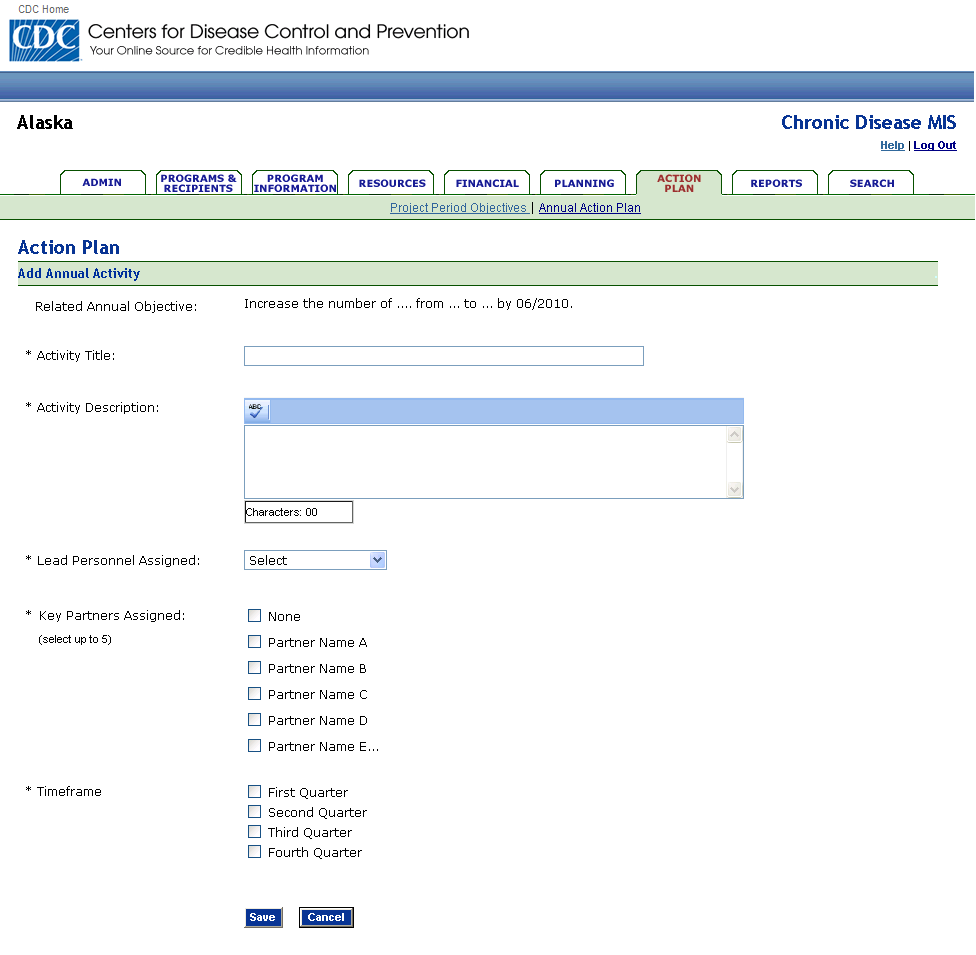 CDC Home
CDC Centers for Disease Control and Prevention
Your Online Source for Credible Health Information
Alaska
Chronic Disease MIS
Help | Log Out
ADMIN
PROGRAMS & RECIPIENTS
PROGRAM INFORMATION
RESOURCES
FINANCIAL
PLANNING
ACTION PLAN
REPORTS
SEARCH
Project Period Objectives | Annual Action Plan
Action Plan
Add Annual Activity
Related Annual Objective: Increase the number of .... from ... to ... by 06/2010.
* Activity Title:
* Activity Description:
ABC
Characters: 00
* Lead Personnel Assigned: Select
* Key Partners Assigned:
(select up to 5)
None
Partner Name A
Partner Name B
Partner Name C
Partner Name D
Partner Name E...
* Timeframe
First Quarter
Second Quarter
Third Quarter
Fourth Quarter
Save Cancel